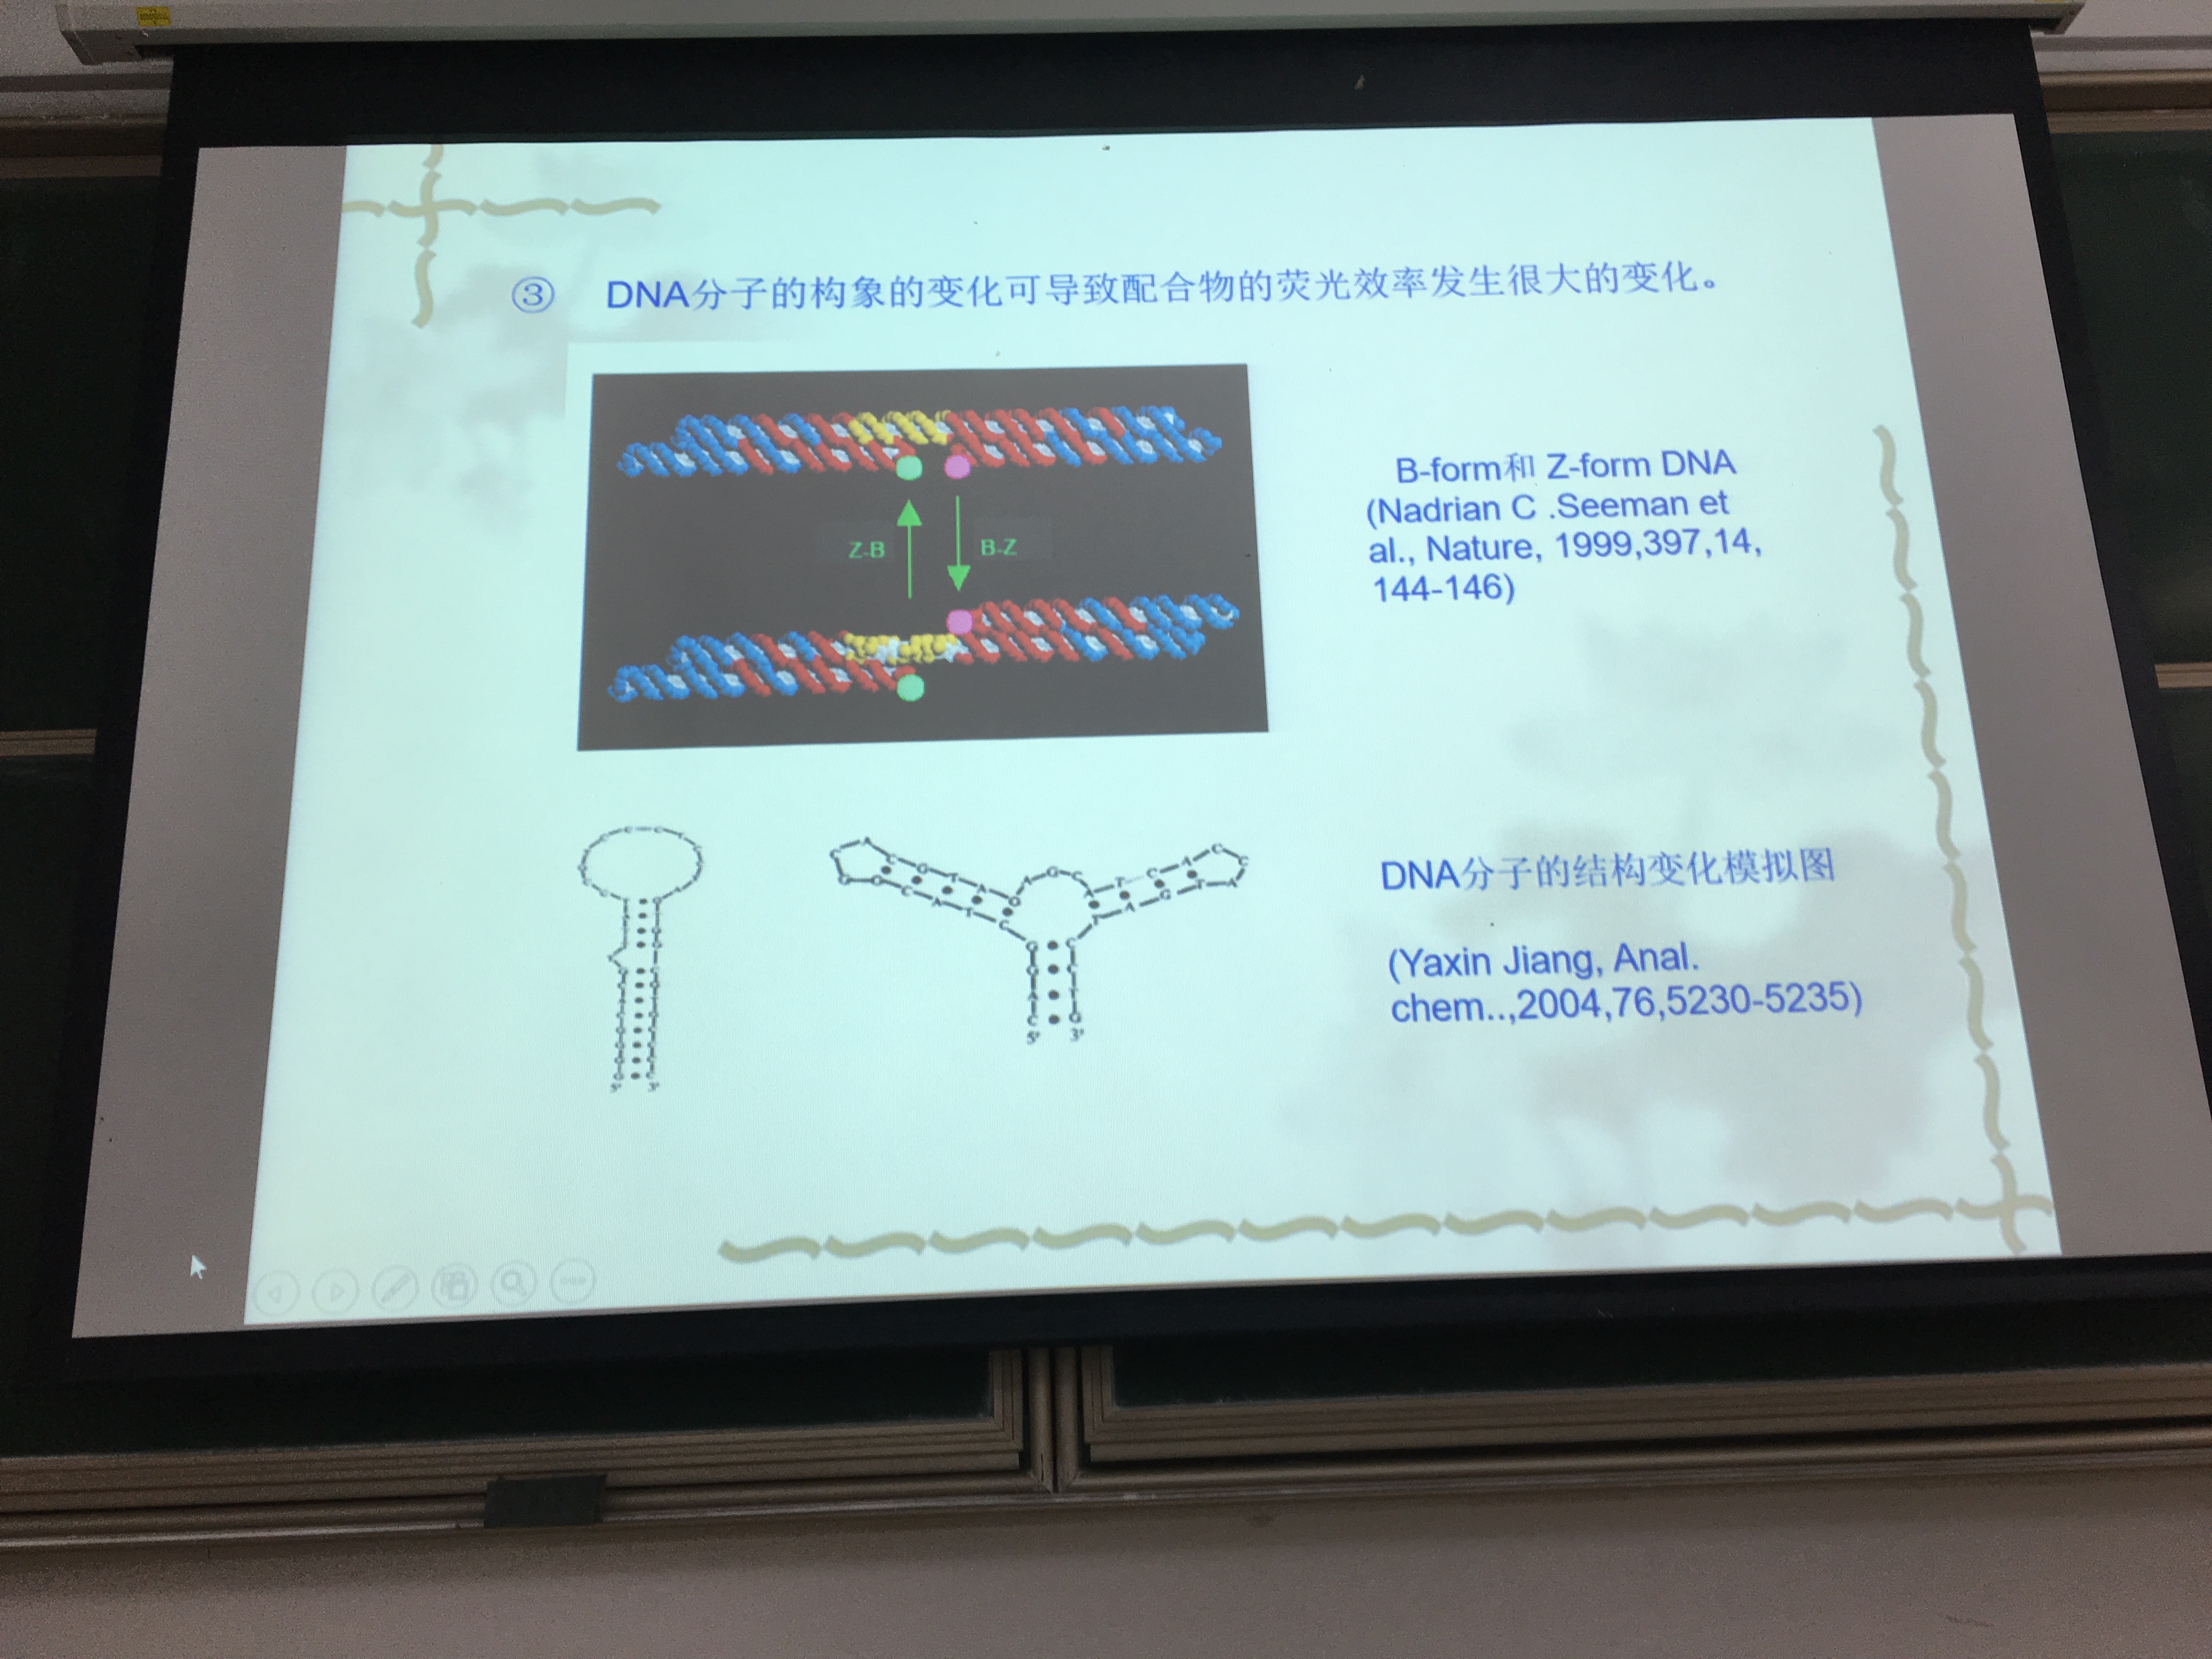 ③ DNA分子的构象的变化可导致配合物的荧光效率发生很大的变化。
Z-B
B-Z
B-form和 Z-form DNA
(Nadrian C .Seeman et
al., Nature, 1999,397,14,
144-146)
DNA分子的结构变化模拟图
(Yaxin Jiang, Anal.
chem..,2004,76,5230-5235)
5' 3'